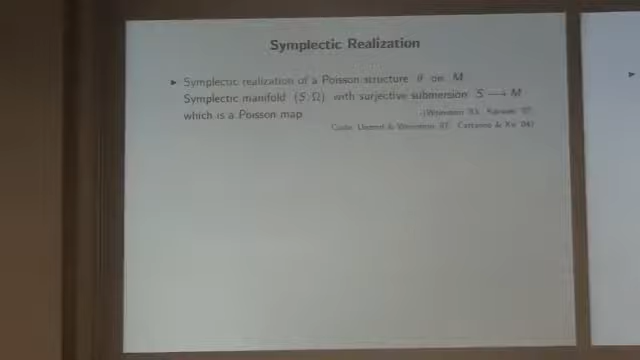 Symplectic Realization
▸ Symplectic realization of a Poisson structure θ on M
Symplectic manifold (S, Ω) with surjective submersion S ⟶ M
which is a Poisson map